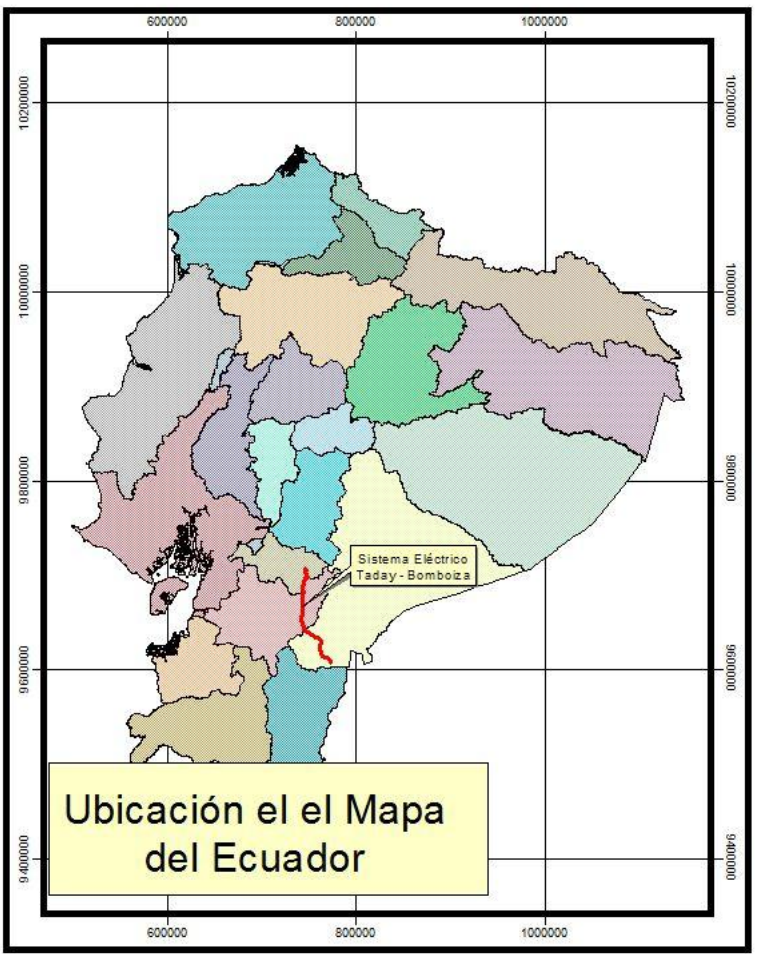 600000 800000 1000000
10200000 10200000
10000000 10000000
9800000 9800000
Sistema Eléctrico
Taday - Bomboiza
9600000 9600000
Ubicación el el Mapa
del Ecuador
9400000 9400000
600000 800000 1000000